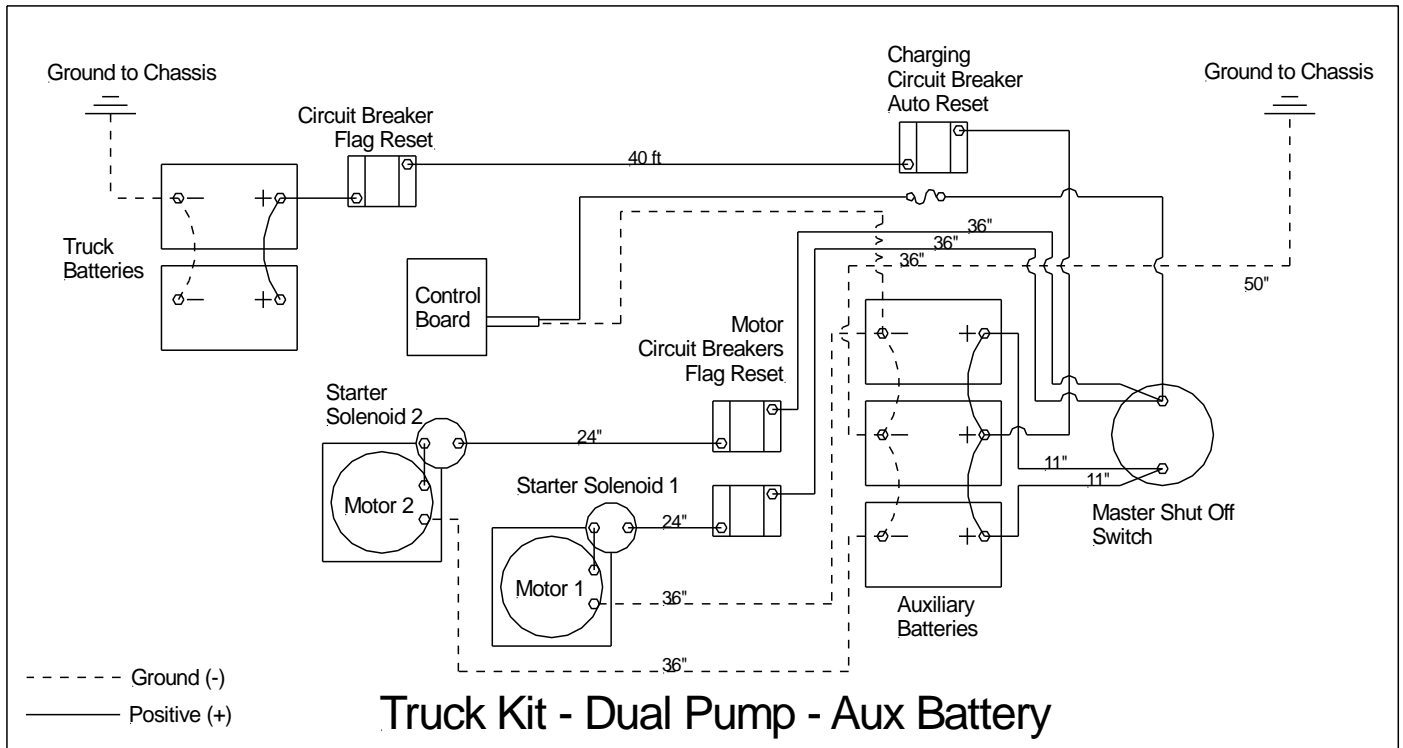 Ground to Chassis
Circuit Breaker
Flag Reset
Charging
Circuit Breaker
Auto Reset
Ground to Chassis
40 ft
Truck
Batteries
-
+
-
+
Control
Board
36"
36"
36"
50"
Motor
Circuit Breakers
Flag Reset
-
+
-
+
-
+
Starter
Solenoid 2
24"
Motor 2
Starter Solenoid 1
24"
Motor 1
36"
36"
11"
11"
Master Shut Off
Switch
Auxiliary
Batteries
Ground (-)
Positive (+)
Truck Kit - Dual Pump - Aux Battery